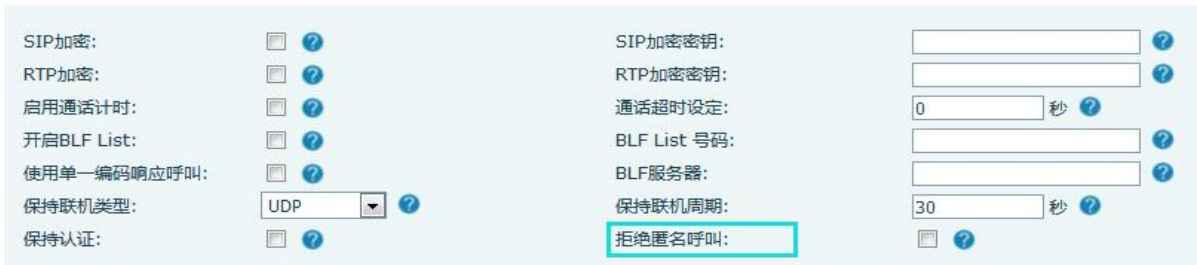 SIP加密: SIP加密密钥:
RTP加密: RTP加密密钥:
启用通话计时: 通话超时设定: 0 秒
开启BLF List: BLF List 号码:
使用单一编码响应呼叫: BLF服务器:
保持联机类型: UDP 保持联机周期: 30 秒
保持认证: 拒绝匿名呼叫: